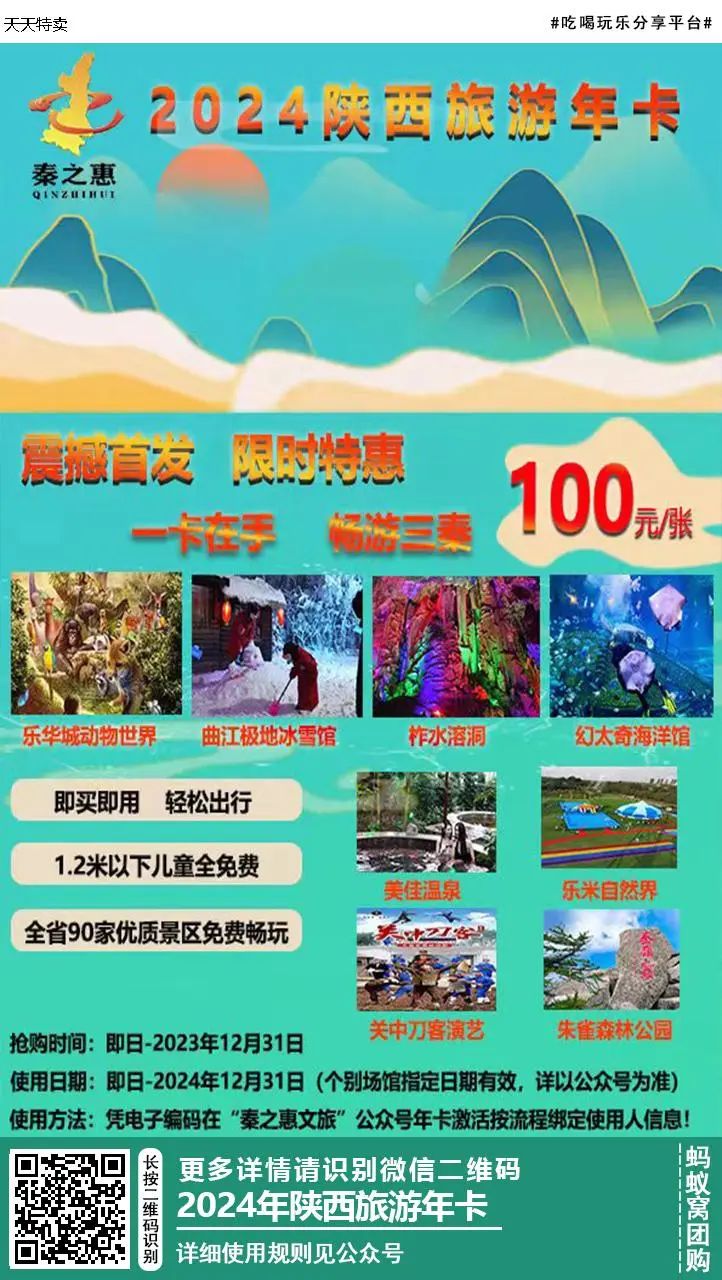 天天特卖
#吃喝玩乐分享平台#
秦之惠
QINZHIHUI
2024陕西旅游年卡
震撼首发 限时特惠
一卡在手 畅游三秦
100元/张
乐华城动物世界
曲江极地冰雪馆
柞水溶洞
幻太奇海洋馆
即买即用 轻松出行
1.2米以下儿童全免费
全省90家优质景区免费畅玩
美佳温泉
乐米自然界
关中刀客
关中刀客演艺
朱雀森林公园
抢购时间：即日-2023年12月31日
使用日期：即日-2024年12月31日（个别场馆指定日期有效，详以公众号为准）
使用方法：凭电子编码在“秦之惠文旅”公众号年卡激活按流程绑定使用人信息！
长按二维码识别
更多详情请识别微信二维码
2024年陕西旅游年卡
详细使用规则见公众号
蚂蚁窝团购